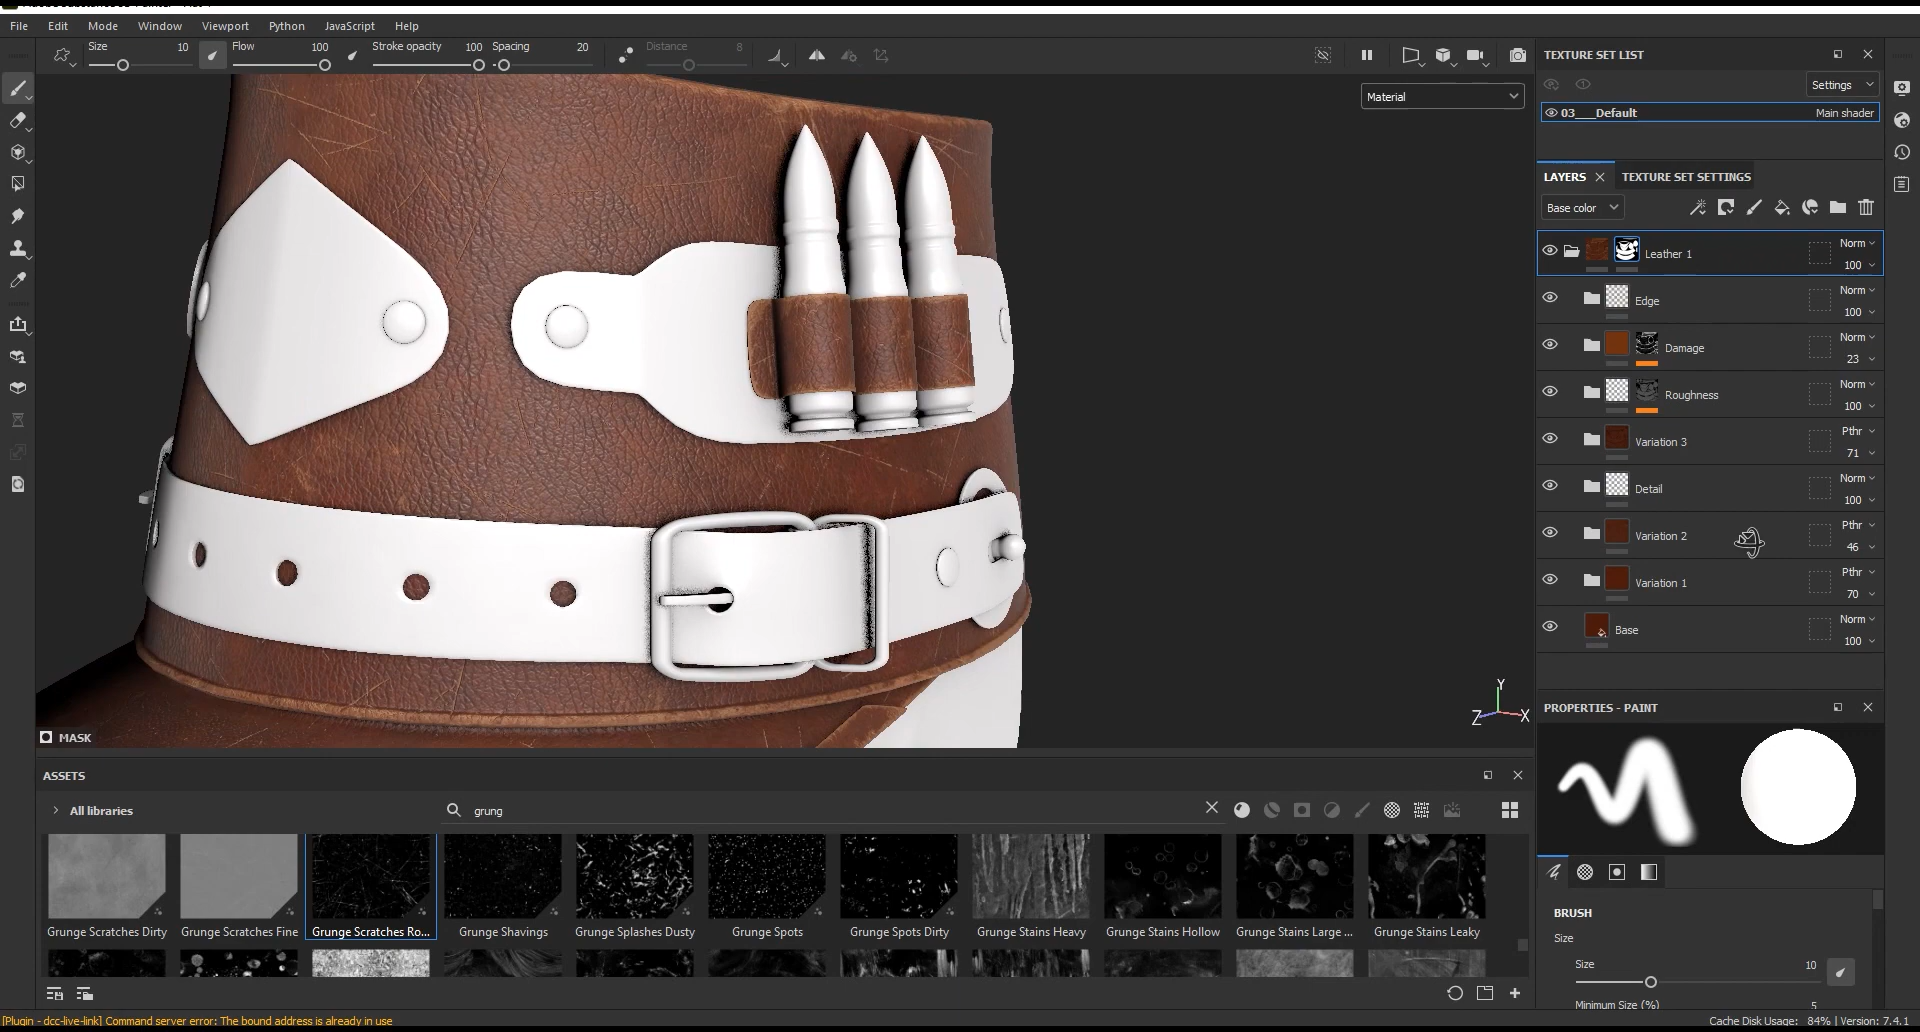 File Edit Mode Window Viewport Python JavaScript Help
Size 10 Flow 100 Stroke opacity 100 Spacing 20 Distance 8
Material
MASK
Y
Z X
TEXTURE SET LIST
Settings
03___Default Main shader
LAYERS TEXTURE SET SETTINGS
Base color
Leather 1 Norm 100
Edge Norm 100
Damage Norm 23
Roughness Norm 100
Variation 3 Pthr 71
Detail Norm 100
Variation 2 Pthr 46
Variation 1 Pthr 70
Base Norm 100
PROPERTIES - PAINT
BRUSH
Size
Size 10
Minimum Size (%) 5
ASSETS
All libraries
grung
Grunge Scratches Dirty
Grunge Scratches Fine
Grunge Scratches Ro...
Grunge Shavings
Grunge Splashes Dusty
Grunge Spots
Grunge Spots Dirty
Grunge Stains Heavy
Grunge Stains Hollow
Grunge Stains Large ...
Grunge Stains Leaky
[Plugin - dcc-live-link] Command server error: The bound address is already in use
Cache Disk Usage: 84% | Version: 7.4.1